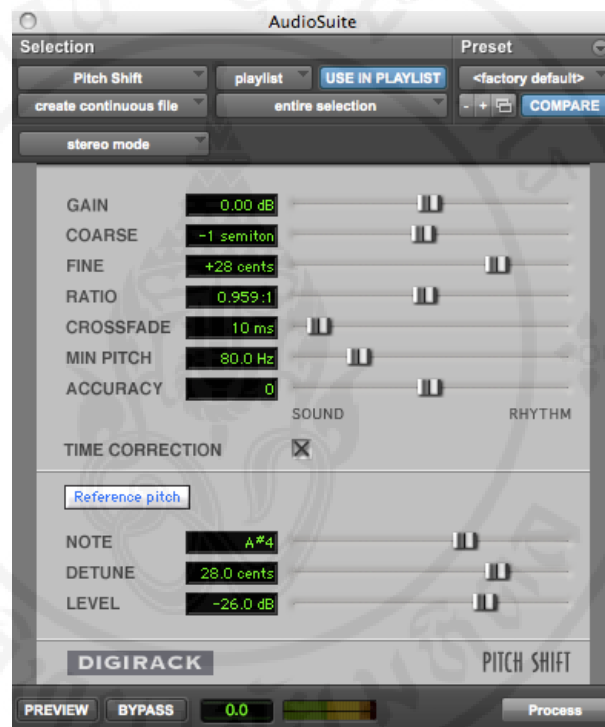 AudioSuite
Selection Preset
Pitch Shift playlist USE IN PLAYLIST <factory default>
create continuous file entire selection - + COMPARE
stereo mode
GAIN 0.00 dB
COARSE -1 semiton
FINE +28 cents
RATIO 0.959:1
CROSSFADE 10 ms
MIN PITCH 80.0 Hz
ACCURACY 0
SOUND RHYTHM
TIME CORRECTION
Reference pitch
NOTE A#4
DETUNE 28.0 cents
LEVEL -26.0 dB
DIGIRACK PITCH SHIFT
PREVIEW BYPASS 0.0 Process